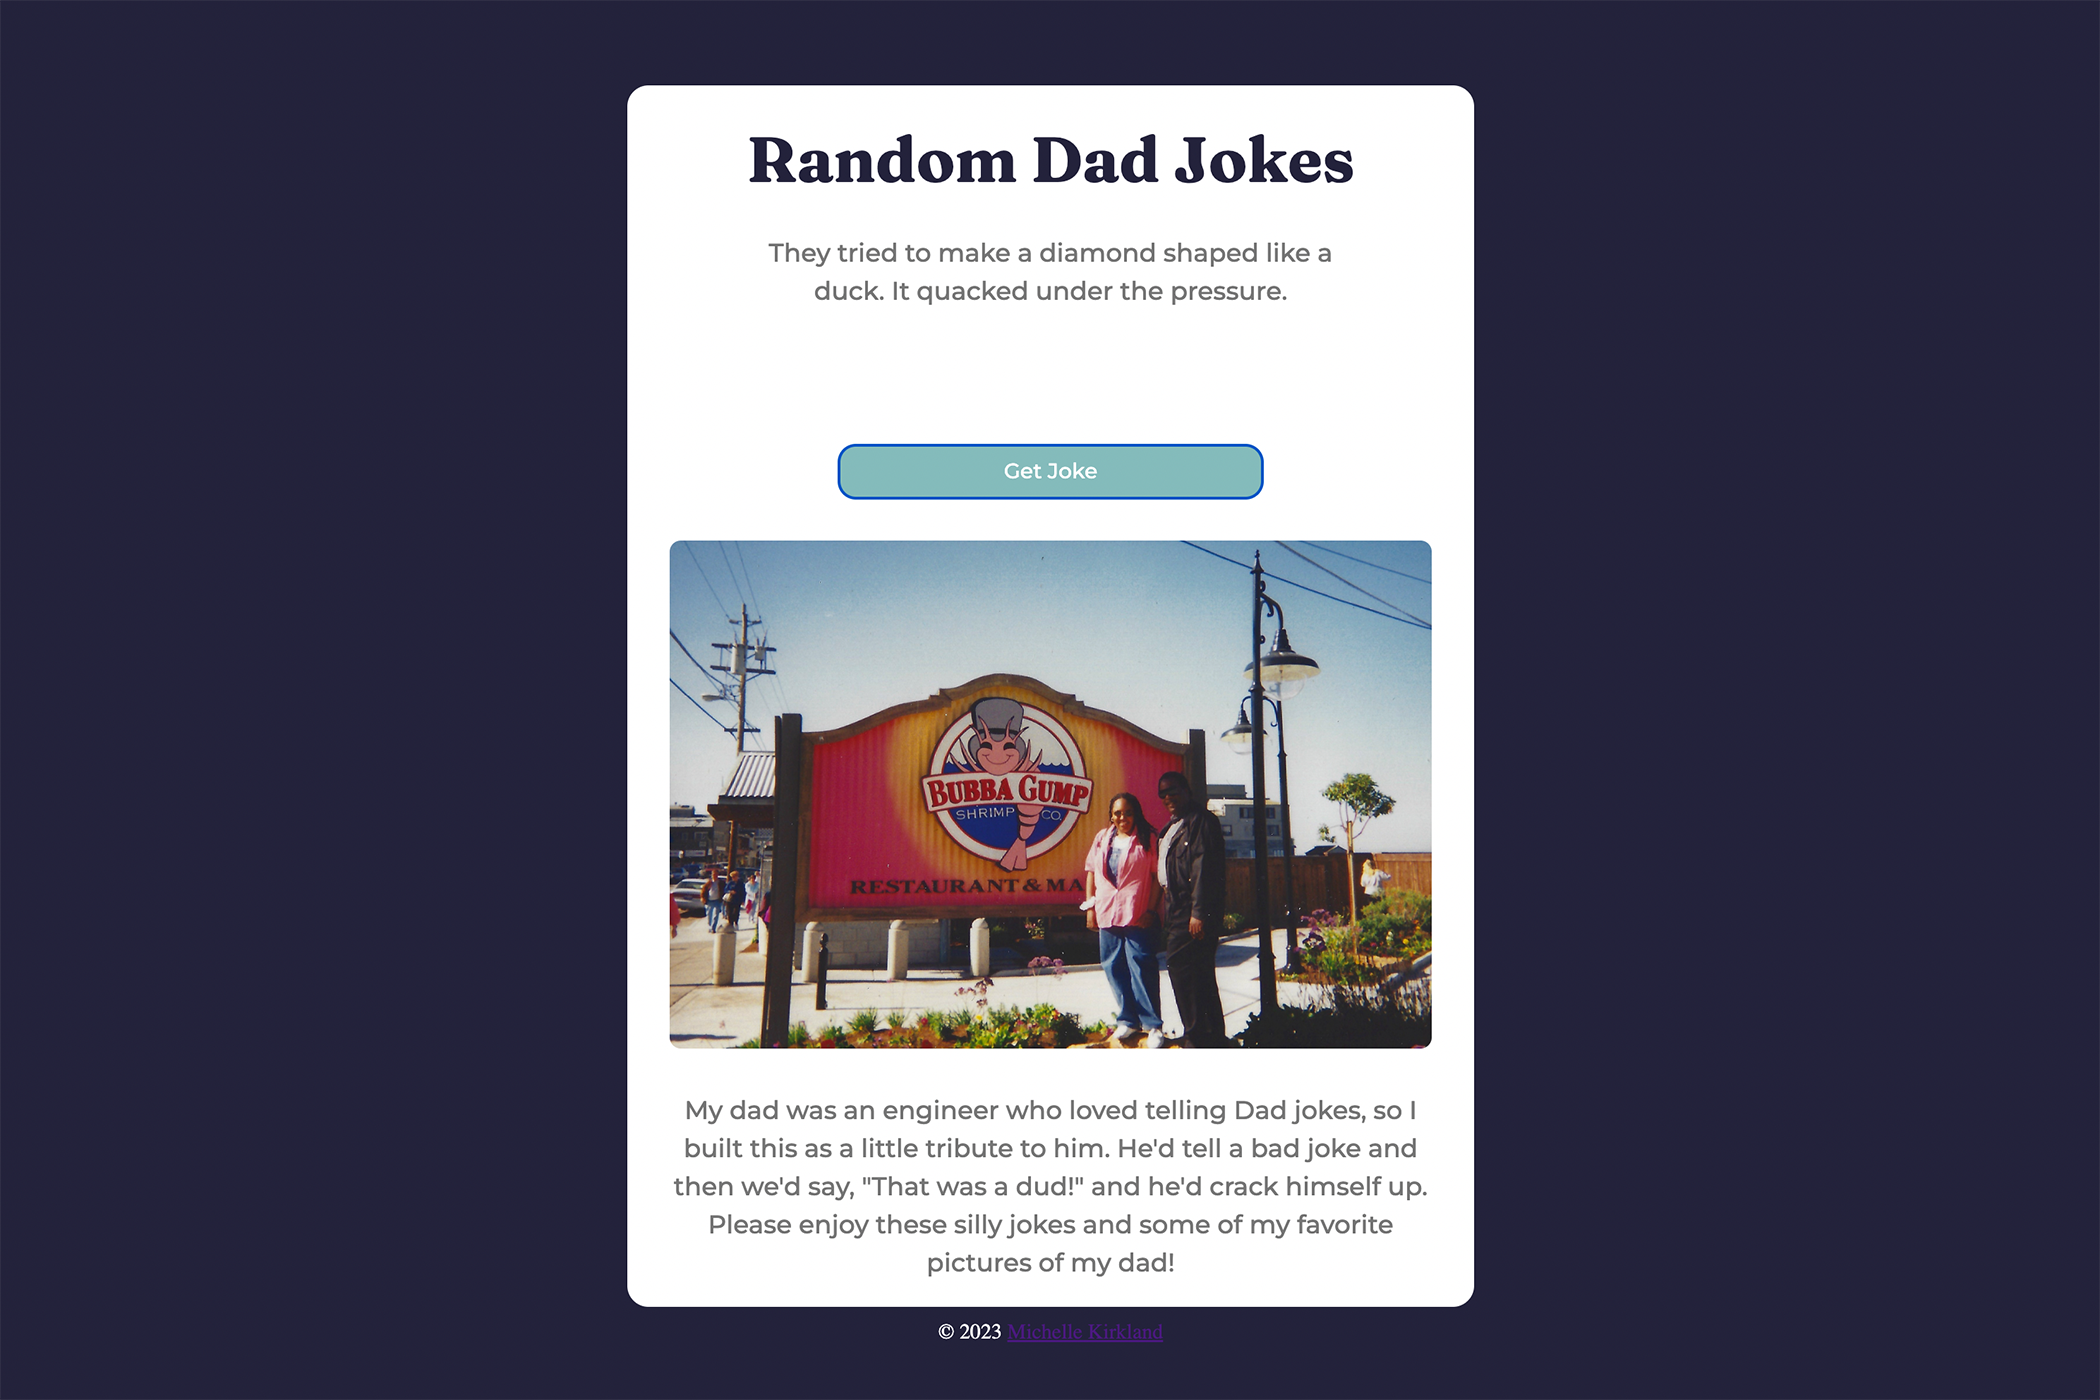 Random Dad Jokes
They tried to make a diamond shaped like a
duck. It quacked under the pressure.
Get Joke
BUBBA GUMP
SHRIMP CO.
RESTAURANT & MA
My dad was an engineer who loved telling Dad jokes, so I
built this as a little tribute to him. He'd tell a bad joke and
then we'd say, "That was a dud!" and he'd crack himself up.
Please enjoy these silly jokes and some of my favorite
pictures of my dad!
© 2023 Michelle Kirkland